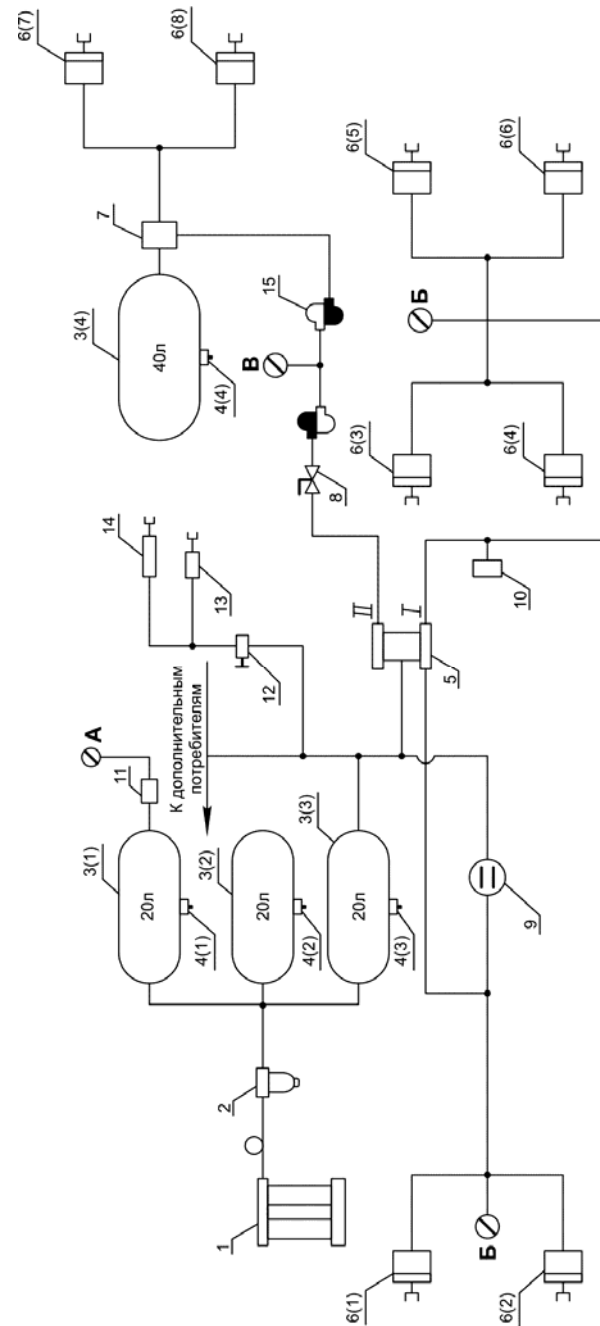 6(7)
3(4)
3(1)
А
7
14
11
40л
20л
К дополнительным
потребителям
6(8)
4(1)
4(4)
1
2
3(2)
13
В
15
20л
12
4(2)
3(3)
8
6(1)
20л
6(3)
6(5)
II
4(3)
I
Б
5
Б
6(2)
9
10
6(4)
6(6)